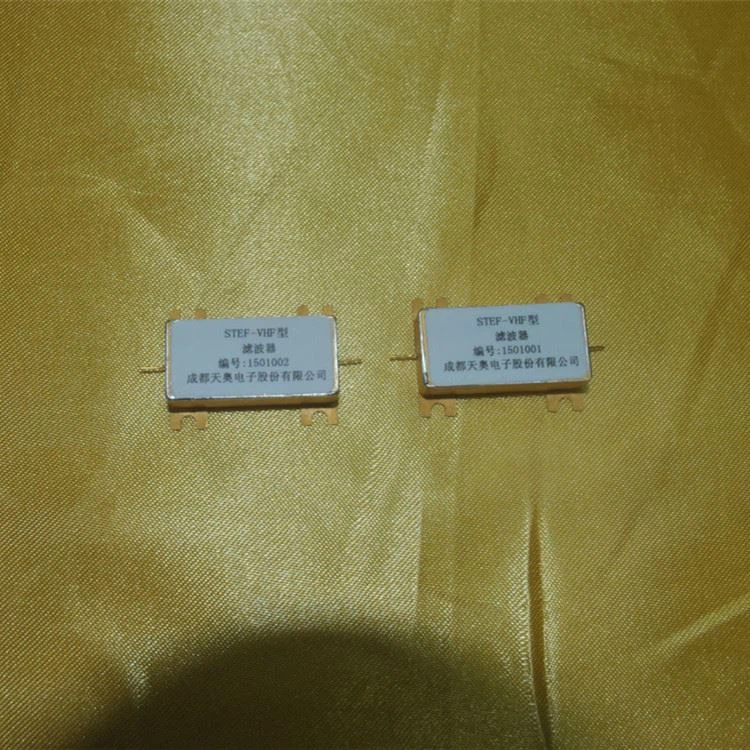 STEF-VHF型
滤波器
编号:1501002
成都天奥电子股份有限公司
STEF-VHF型
滤波器
编号:1501001
成都天奥电子股份有限公司